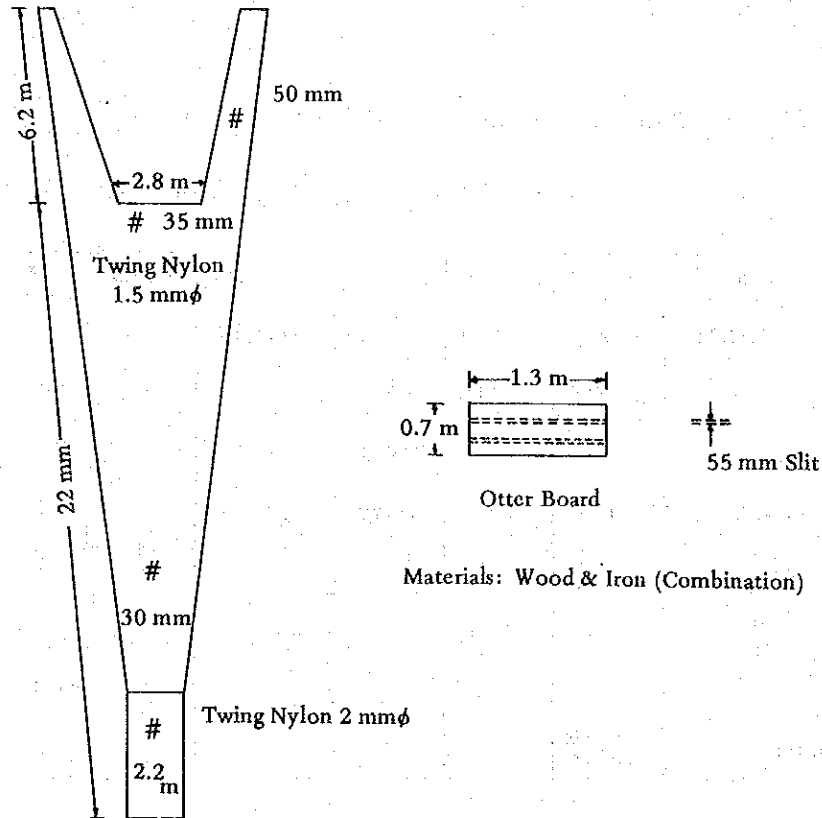 6.2 m
50 mm
#
2.8 m
# 35 mm
Twing Nylon
1.5 mmϕ
22 mm
#
30 mm
Twing Nylon 2 mmϕ
#
2.2 m
1.3 m
0.7 m
55 mm Slit
Otter Board
Materials: Wood & Iron (Combination)